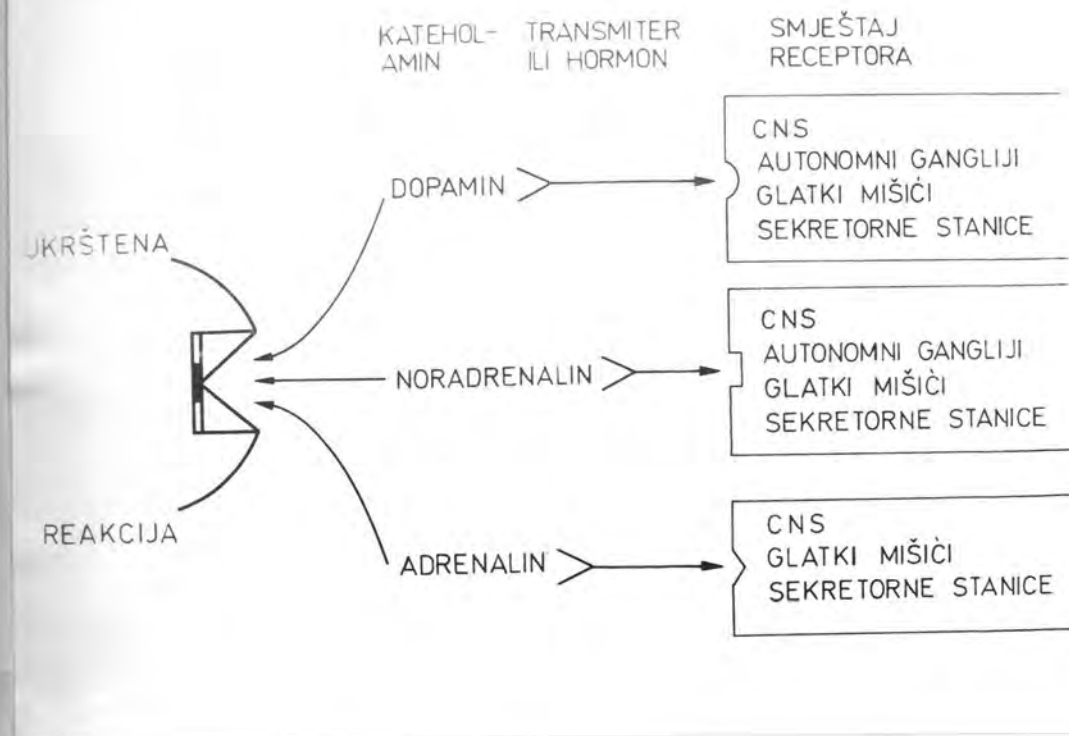 KATEHOL-
AMIN
TRANSMITER
ILI HORMON
SMJEŠTAJ
RECEPTORA
DOPAMIN
CNS
AUTONOMNI GANGLIJI
GLATKI MIŠIĆI
SEKRETORNE STANICE
UKRŠTENA
NORADRENALIN
CNS
AUTONOMNI GANGLIJI
GLATKI MIŠIĆI
SEKRETORNE STANICE
REAKCIJA
ADRENALIN
CNS
GLATKI MIŠIĆI
SEKRETORNE STANICE